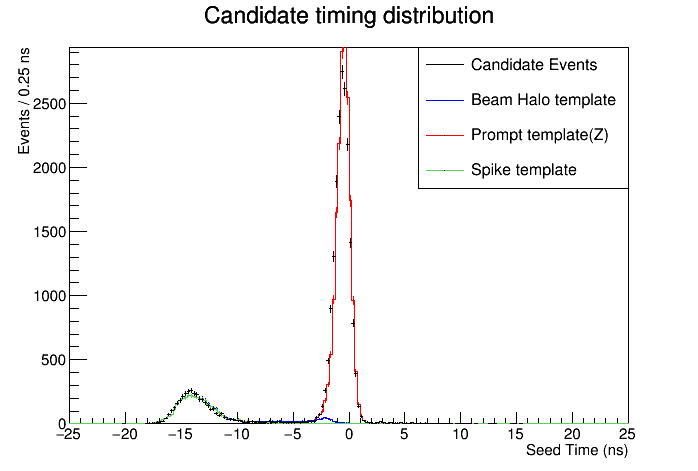 Candidate timing distribution
Events / 0.25 ns
2500
2000
1500
1000
500
0
Candidate Events
Beam Halo template
Prompt template(Z)
Spike template
−25 −20 −15 −10 −5 0 5 10 15 20 25
Seed Time (ns)